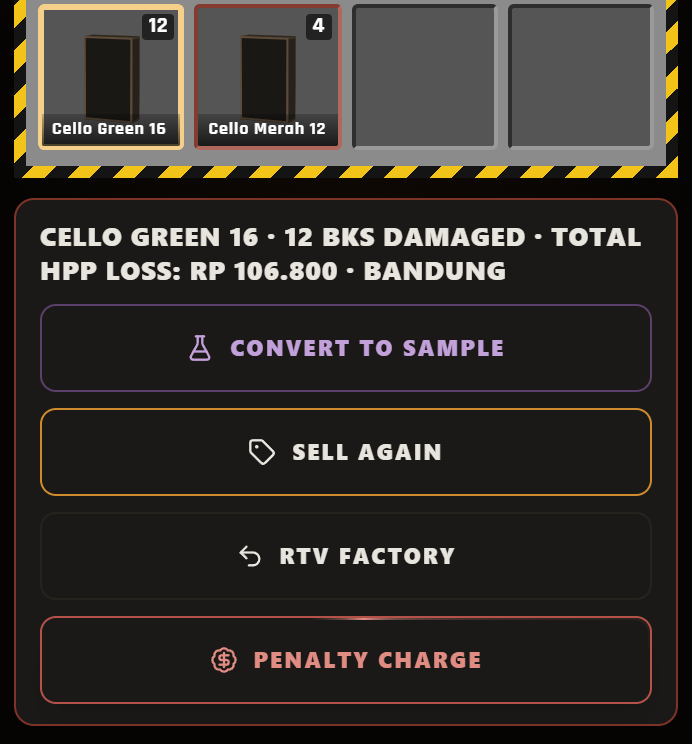 12
4
Cello Green 16
Cello Merah 12
CELLO GREEN 16 · 12 BKS DAMAGED · TOTAL
HPP LOSS: RP 106.800 · BANDUNG
CONVERT TO SAMPLE
SELL AGAIN
RTV FACTORY
PENALTY CHARGE